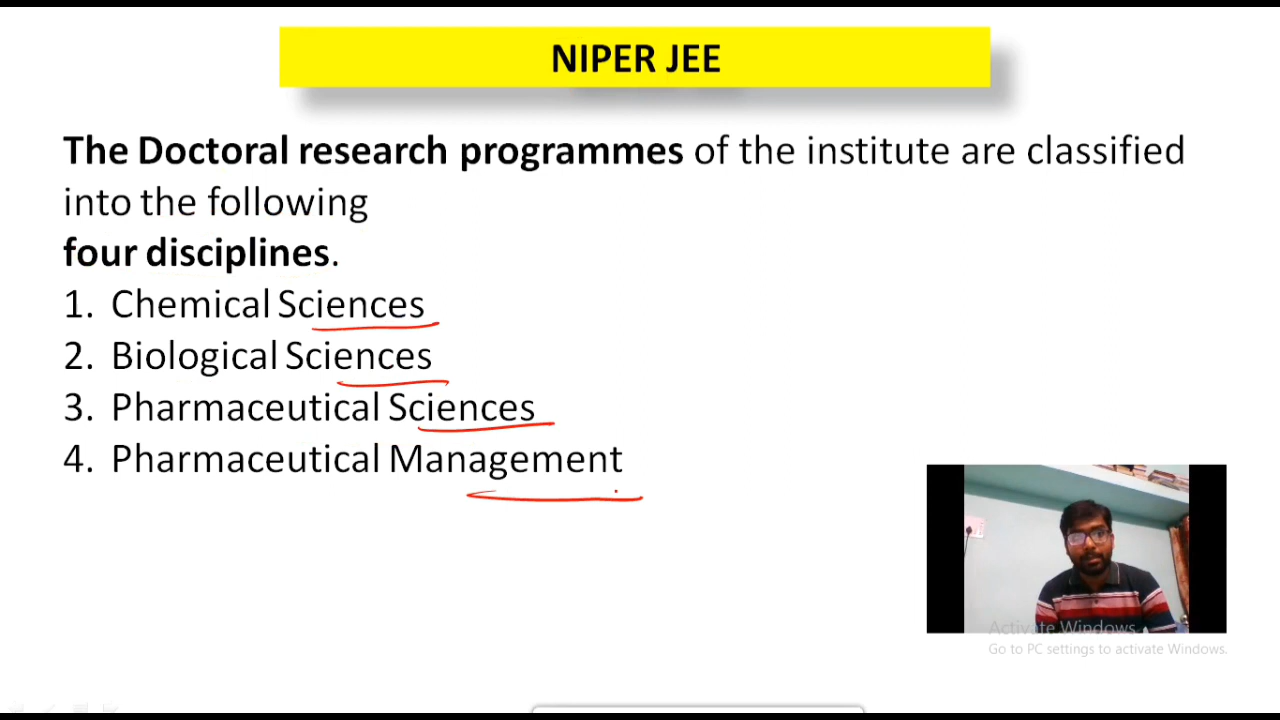 NIPER JEE
The Doctoral research programmes of the institute are classified
into the following
four disciplines.
1. Chemical Sciences
2. Biological Sciences
3. Pharmaceutical Sciences
4. Pharmaceutical Management
Activate Windows
Go to PC settings to activate Windows.